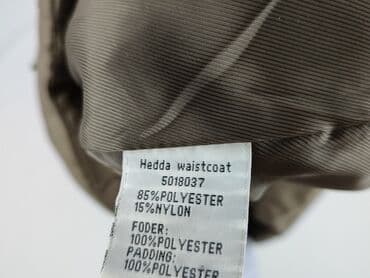 Hedda waistcoat
5018037
85%POLYESTER
15%NYLON
FODER:
100%POLYESTER
PADDING:
100%POLYESTER